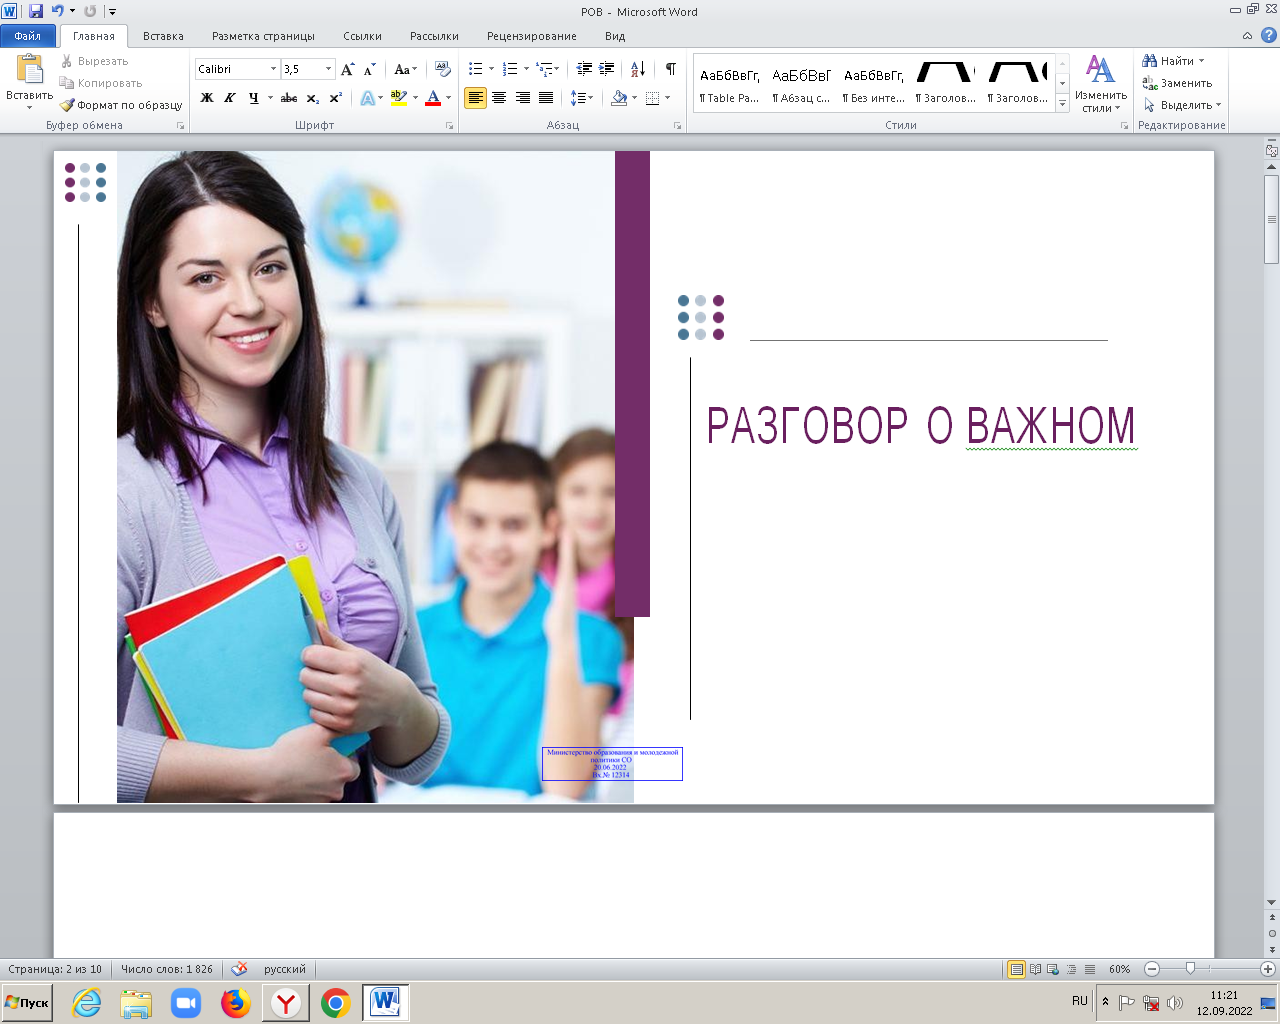 РОВ - Microsoft Word
Файл Главная Вставка Разметка страницы Ссылки Рассылки Рецензирование Вид
Вставить
Вырезать
Копировать
Формат по образцу
Буфер обмена
Calibri 3,5
Ж К Ч abc x₂ x²
Шрифт
Абзац
АаБбВвГг АаБбВвГ АаБбВвГг
¶ Table Pa... ¶ Абзац с... ¶ Без инте... ¶ Заголов... ¶ Заголов...
Изменить стили
Стили
Найти
Заменить
Выделить
Редактирование
РАЗГОВОР О ВАЖНОМ
Министерство образования и молодежной
политики СО
20.06.2022
Вх.№ 12314
Страница: 2 из 10 Число слов: 1 826 русский 60%
Пуск RU 11:21
12.09.2022